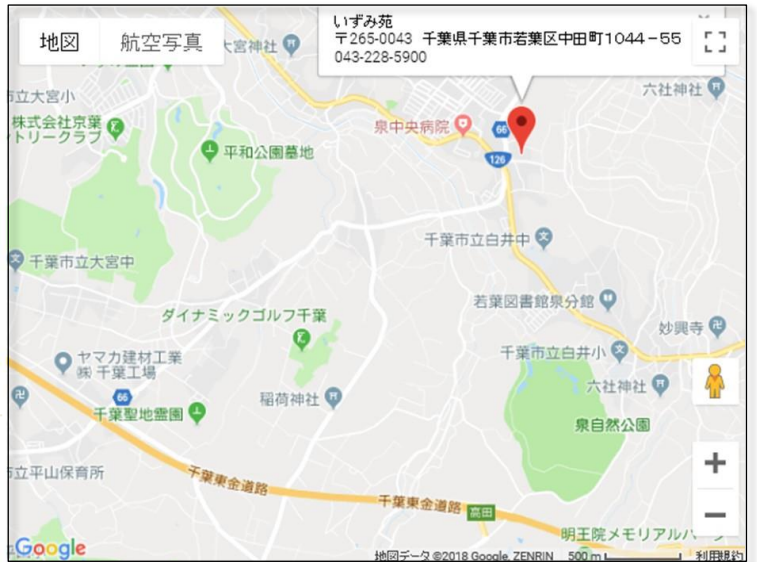 いずみ苑
〒265-0043 千葉県千葉市若葉区中田町1044-55
043-228-5900
地図
航空写真
大宮神社
六社神社
市立大宮小
株式会社京葉
トリークラブ
泉中央病院
66
126
平和公園墓地
千葉市立白井中
千葉市立大宮中
若葉図書館泉分館
ダイナミックゴルフ千葉
妙興寺
千葉市立白井小
ヤマカ建材工業
㈱ 千葉工場
六社神社
66
稲荷神社
千葉聖地霊園
泉自然公園
市立平山保育所
千葉東金道路
千葉東金道路
高田
明王院メモリアルパ
Google
地図データ ©2018 Google, ZENRIN
500 m
利用規約